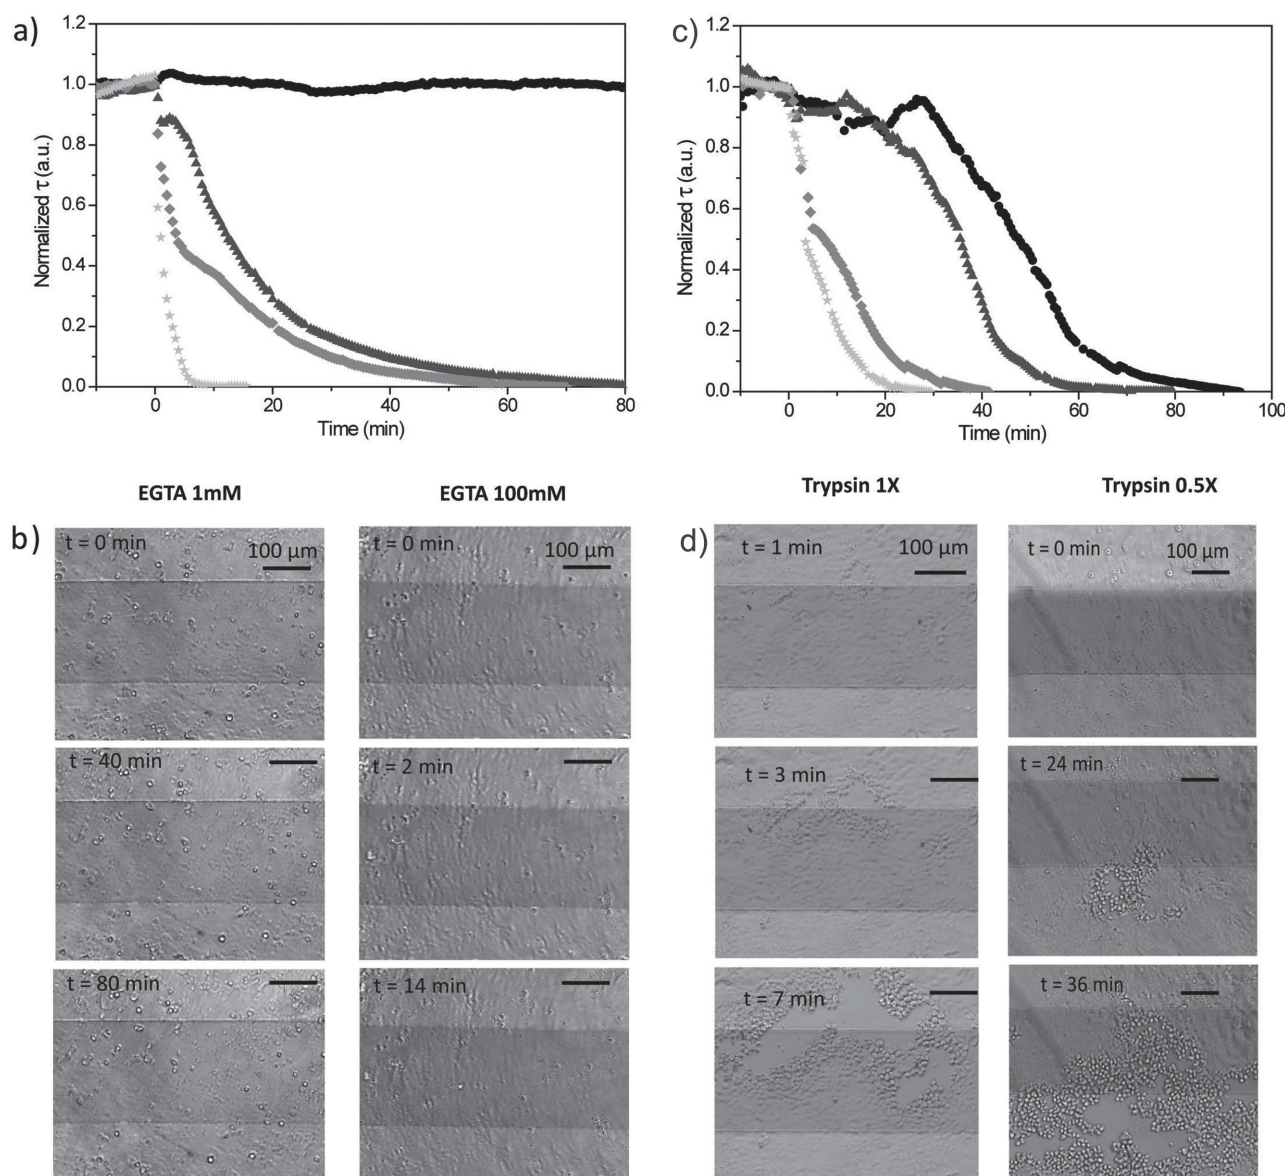 a)
1.2
1.0
0.8
0.6
0.4
0.2
0.0
Normalized τ (a.u.)
0 20 40 60 80
Time (min)
c)
1.2
1.0
0.8
0.6
0.4
0.2
0.0
Normalized τ (a.u.)
0 20 40 60 80 100
Time (min)
EGTA 1mM
EGTA 100mM
b)
t = 0 min
100 µm
t = 0 min
100 µm
t = 40 min
t = 2 min
t = 80 min
t = 14 min
Trypsin 1X
Trypsin 0.5X
d)
t = 1 min
100 µm
t = 0 min
100 µm
t = 3 min
t = 24 min
t = 7 min
t = 36 min